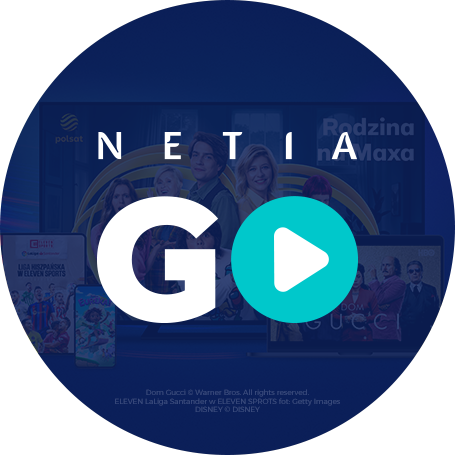 polsat
Rodzina
na Maxa
NETIA
GO
LIGA HISZPAŃSKA
W ELEVEN SPORTS
DOM
GUCCI
Dom Gucci © Warner Bros. All rights reserved.
ELEVEN LaLiga Santander w ELEVEN SPROTS fot: Getty Images
DISNEY © DISNEY